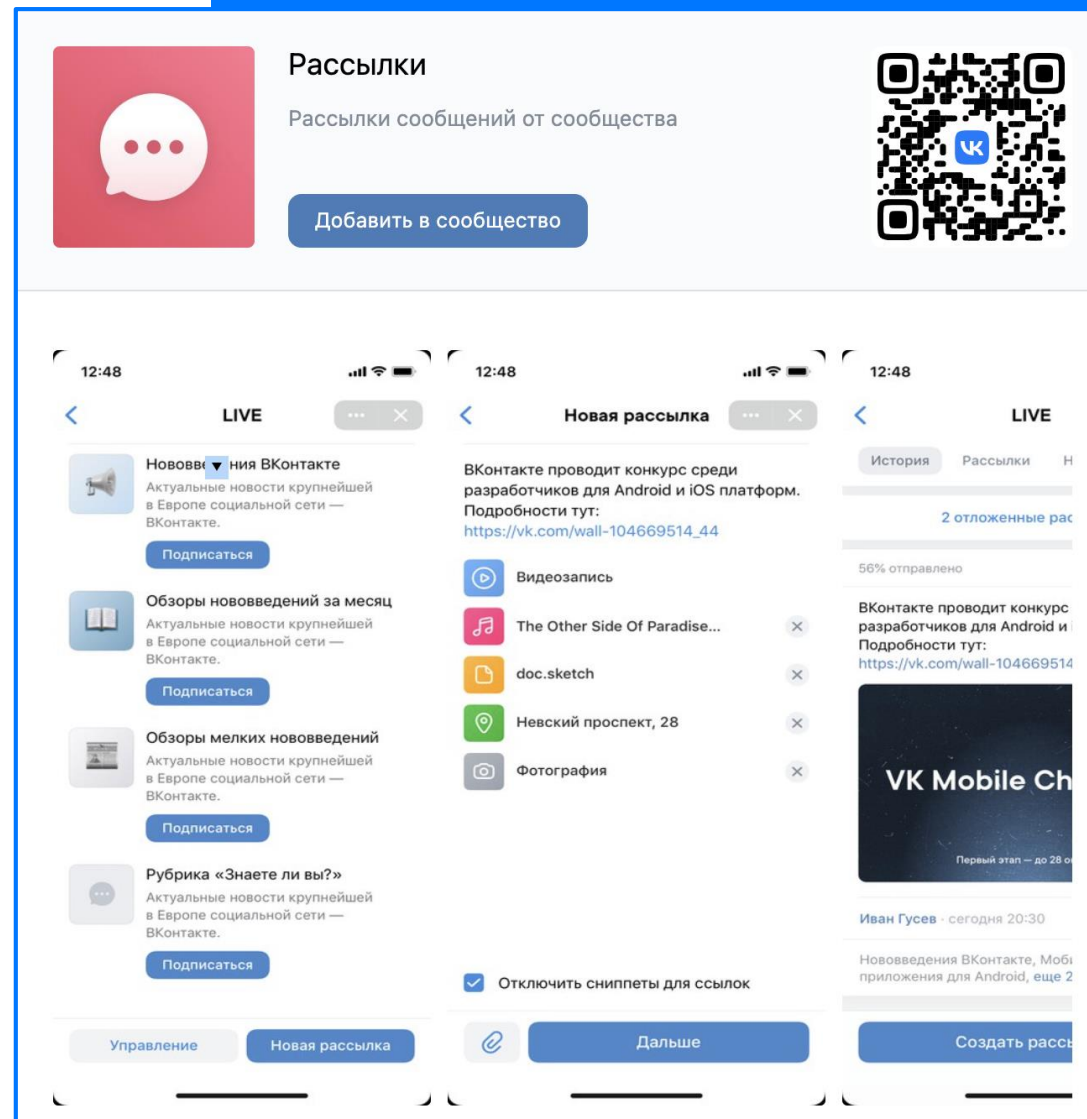 Рассылки
Рассылки сообщений от сообщества
Добавить в сообщество
12:48
LIVE
ния ВКонтакте
Актуальные новости крупнейшей
в Европе социальной сети —
ВКонтакте.
Подписаться
Обзоры нововведений за месяц
Актуальные новости крупнейшей
в Европе социальной сети —
ВКонтакте.
Подписаться
Обзоры мелких нововведений
Актуальные новости крупнейшей
в Европе социальной сети —
ВКонтакте.
Подписаться
Рубрика «Знаете ли вы?»
Актуальные новости крупнейшей
в Европе социальной сети —
ВКонтакте.
Подписаться
Управление
Новая рассылка
12:48
Новая рассылка
ВКонтакте проводит конкурс среди
разработчиков для Android и iOS платформ.
Подробности тут:
https://vk.com/wall-104669514_44
Видеозапись
The Other Side Of Paradise...
doc.sketch
Невский проспект, 28
Фотография
Отключить сниппеты для ссылок
Дальше
12:48
LIVE
История Рассылки Н
2 отложенные рас
56% отправлено
ВКонтакте проводит конкурс
разработчиков для Android и
Подробности тут:
https://vk.com/wall-104669514
VK Mobile Ch
Первый этап — до 28 о
Иван Гусев · сегодня 20:30
Нововведения ВКонтакте, Моби
приложения для Android, еще 2
Создать рассы